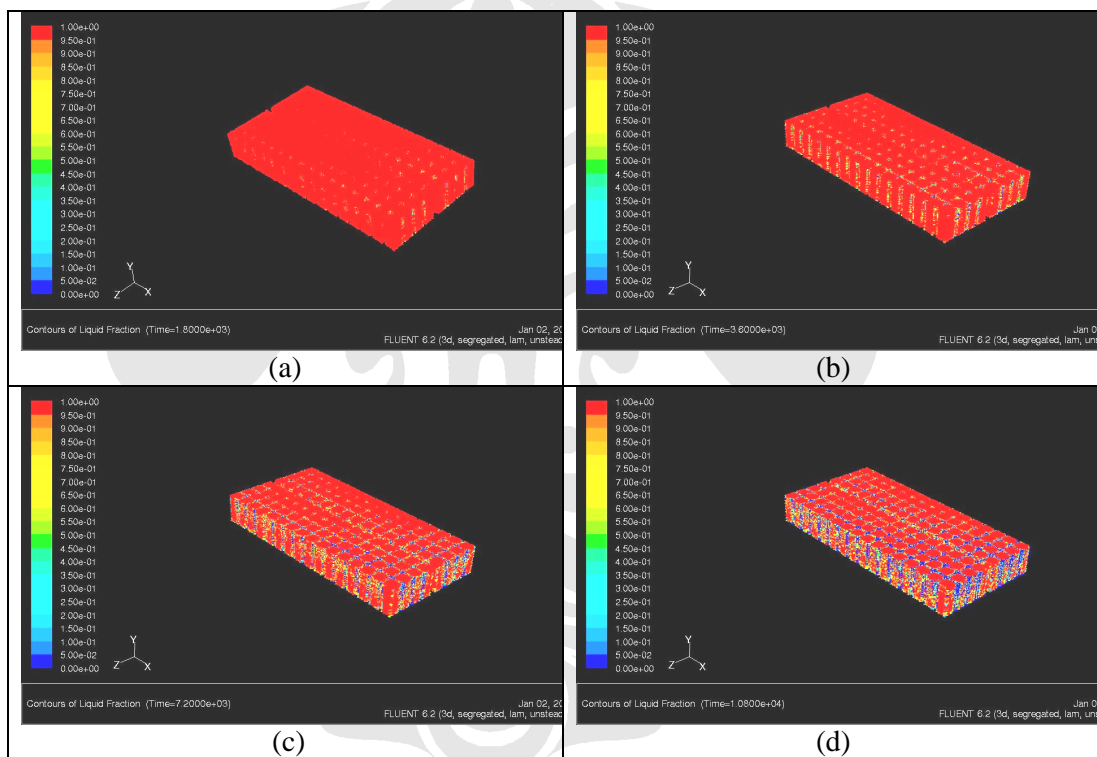 1.00e+00
9.50e-01
9.00e-01
8.50e-01
8.00e-01
7.50e-01
7.00e-01
6.50e-01
6.00e-01
5.50e-01
5.00e-01
4.50e-01
4.00e-01
3.50e-01
3.00e-01
2.50e-01
2.00e-01
1.50e-01
1.00e-01
5.00e-02
0.00e+00
Y
Z X
Contours of Liquid Fraction (Time=1.8000e+03)
Jan 02, 20
FLUENT 6.2 (3d, segregated, lam, unstead
(a)
1.00e+00
9.50e-01
9.00e-01
8.50e-01
8.00e-01
7.50e-01
7.00e-01
6.50e-01
6.00e-01
5.50e-01
5.00e-01
4.50e-01
4.00e-01
3.50e-01
3.00e-01
2.50e-01
2.00e-01
1.50e-01
1.00e-01
5.00e-02
0.00e+00
Y
Z X
Contours of Liquid Fraction (Time=3.6000e+03)
Jan 0
FLUENT 6.2 (3d, segregated, lam, uns
(b)
1.00e+00
9.50e-01
9.00e-01
8.50e-01
8.00e-01
7.50e-01
7.00e-01
6.50e-01
6.00e-01
5.50e-01
5.00e-01
4.50e-01
4.00e-01
3.50e-01
3.00e-01
2.50e-01
2.00e-01
1.50e-01
1.00e-01
5.00e-02
0.00e+00
Y
Z X
Contours of Liquid Fraction (Time=7.2000e+03)
Jan 02, 20
FLUENT 6.2 (3d, segregated, lam, unstead
(c)
1.00e+00
9.50e-01
9.00e-01
8.50e-01
8.00e-01
7.50e-01
7.00e-01
6.50e-01
6.00e-01
5.50e-01
5.00e-01
4.50e-01
4.00e-01
3.50e-01
3.00e-01
2.50e-01
2.00e-01
1.50e-01
1.00e-01
5.00e-02
0.00e+00
Y
Z X
Contours of Liquid Fraction (Time=1.0800e+04)
Jan 0
FLUENT 6.2 (3d, segregated, lam, uns
(d)